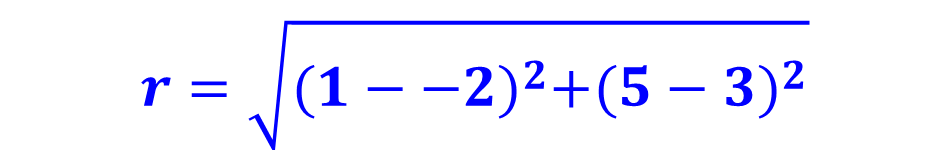 r = √((1 − −2)²+(5 − 3)²)